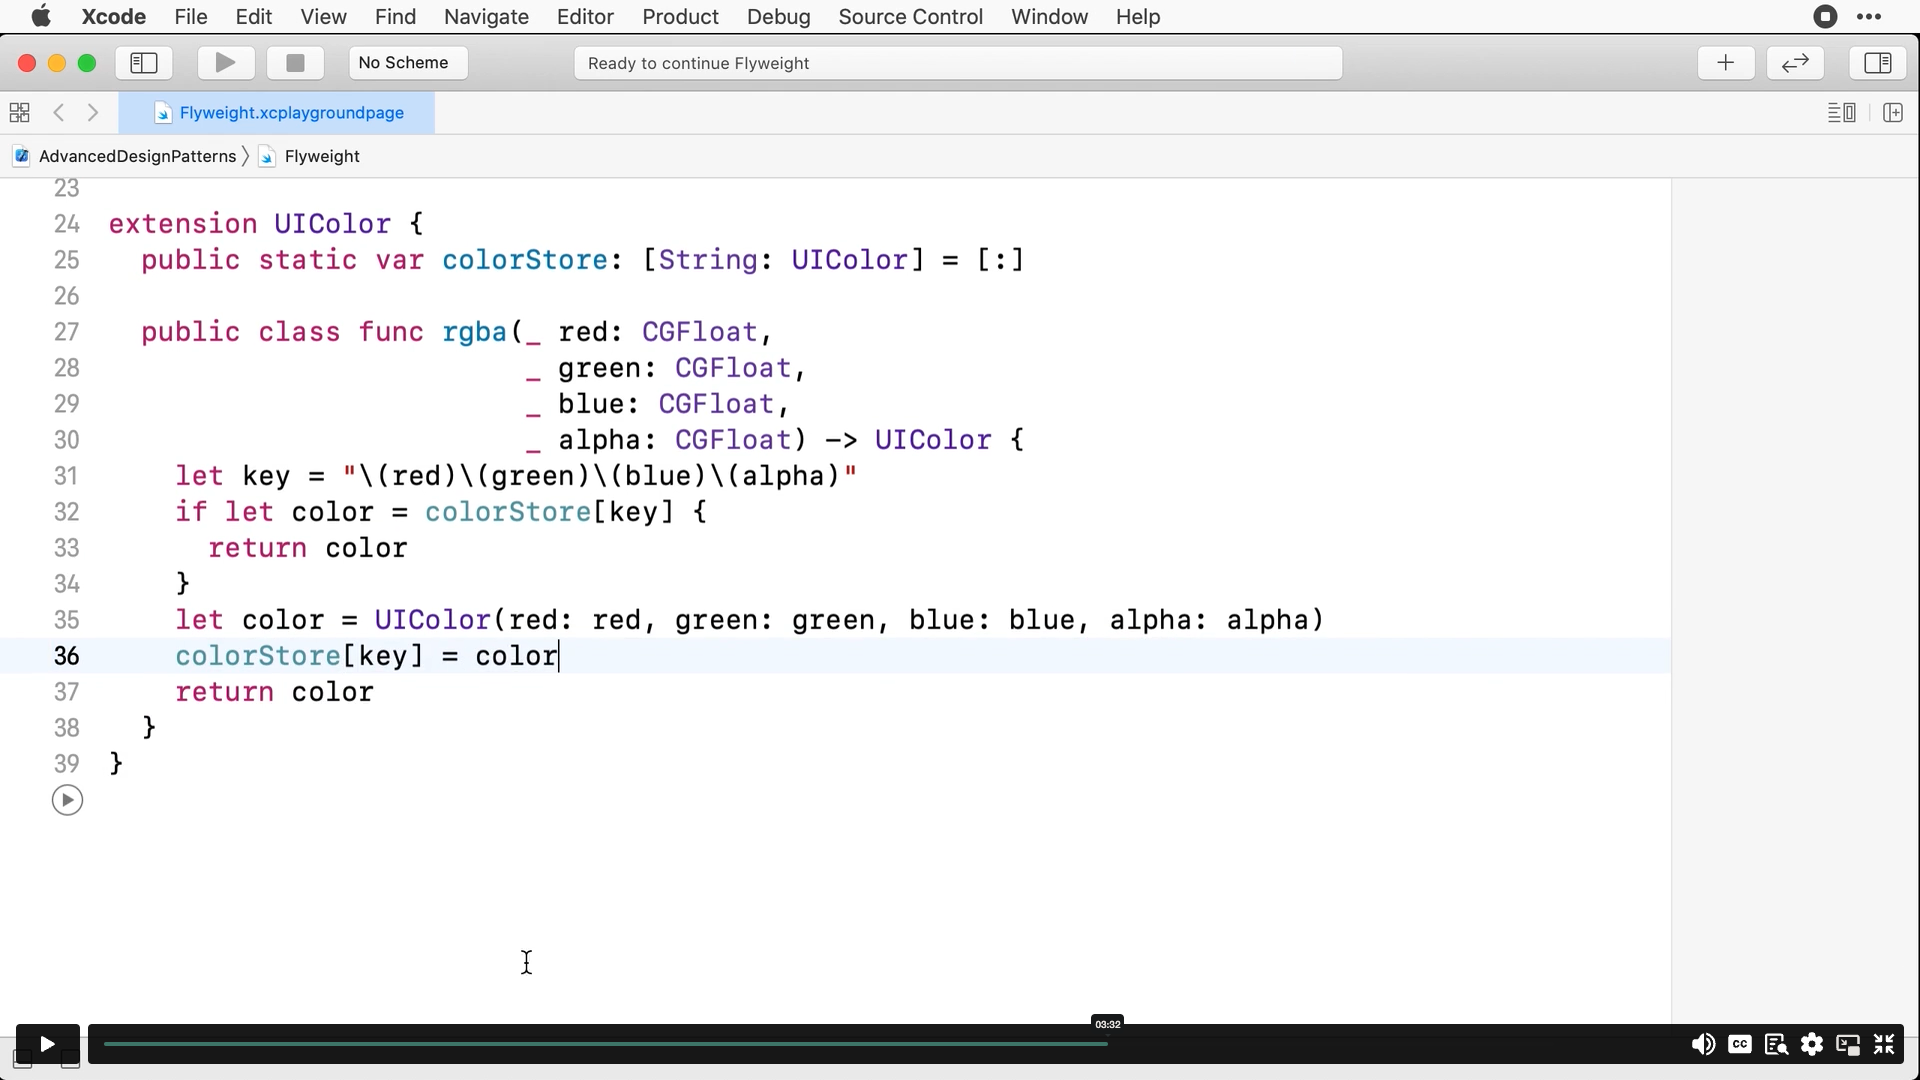 Xcode File Edit View Find Navigate Editor Product Debug Source Control Window Help
No Scheme
Ready to continue Flyweight
Flyweight.xcplaygroundpage
AdvancedDesignPatterns 〉 Flyweight
23
24 extension UIColor {
25 public static var colorStore: [String: UIColor] = [:]
26
27 public class func rgba(_ red: CGFloat,
28 _ green: CGFloat,
29 _ blue: CGFloat,
30 _ alpha: CGFloat) -> UIColor {
31 let key = "\(red)\(green)\(blue)\(alpha)"
32 if let color = colorStore[key] {
33 return color
34 }
35 let color = UIColor(red: red, green: green, blue: blue, alpha: alpha)
36 colorStore[key] = color
37 return color
38 }
39 }
03:32
CC